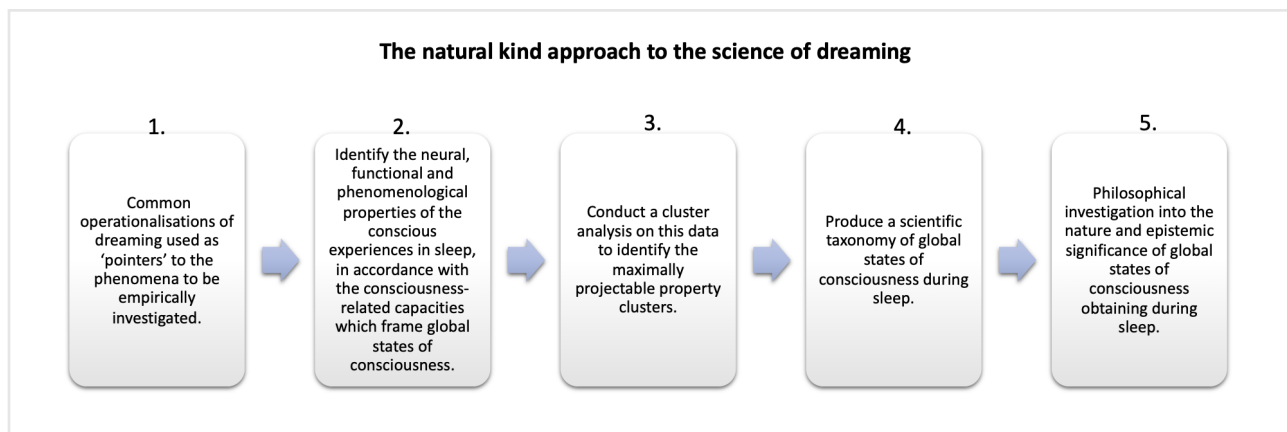 The natural kind approach to the science of dreaming
1.
Common
operationalisations of
dreaming used as
‘pointers’ to the
phenomena to be
empirically
investigated.
2.
Identify the neural,
functional and
phenomenological
properties of the
conscious
experiences in sleep,
in accordance with
the consciousness-
related capacities
which frame global
states of
consciousness.
3.
Conduct a cluster
analysis on this data
to identify the
maximally
projectable property
clusters.
4.
Produce a scientific
taxonomy of global
states of
consciousness during
sleep.
5.
Philosophical
investigation into the
nature and epistemic
significance of global
states of
consciousness
obtaining during
sleep.